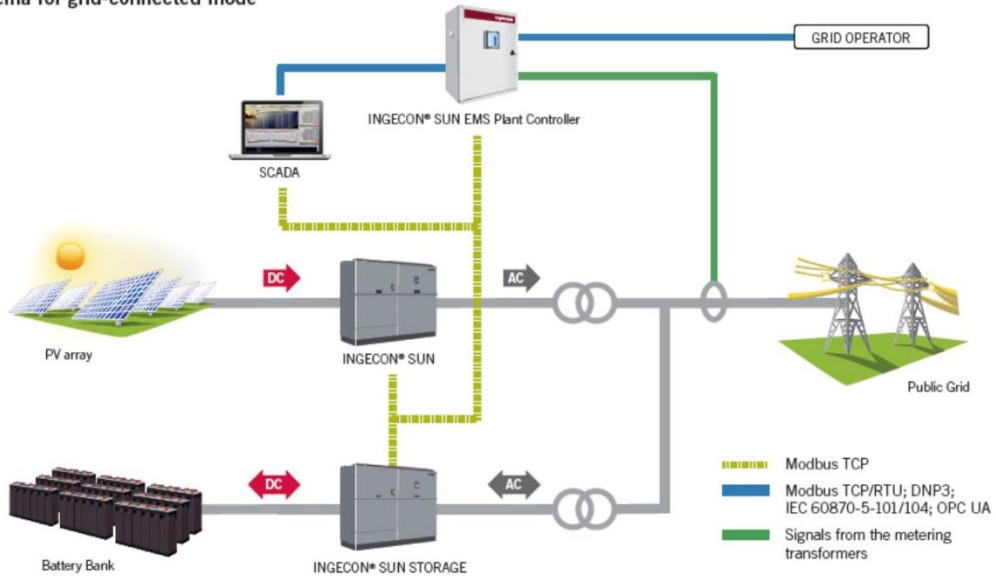 GRID OPERATOR
INGECON® SUN EMS Plant Controller
SCADA
DC
AC
PV array
INGECON® SUN
Public Grid
DC
AC
Battery Bank
INGECON® SUN STORAGE
Modbus TCP
Modbus TCP/RTU; DNP3;
IEC 60870-5-101/104; OPC UA
Signals from the metering
transformers